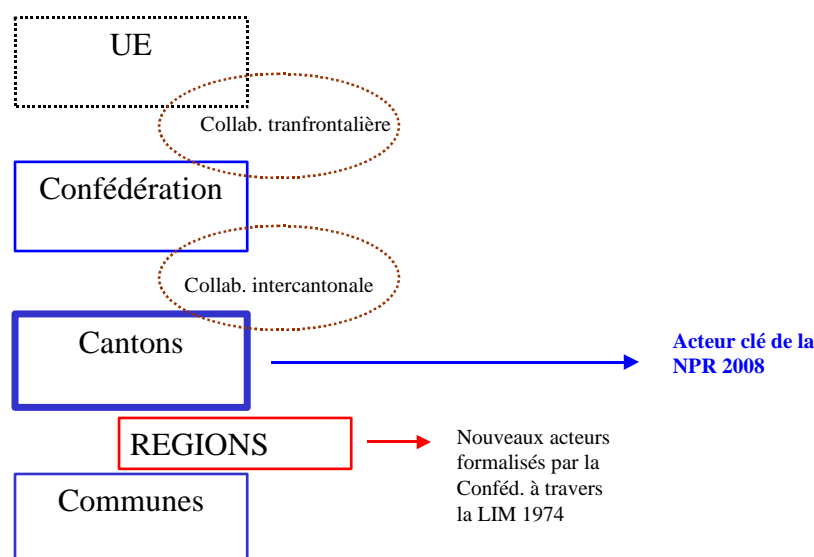 UE
Collab. tranfrontalière
Confédération
Collab. intercantonale
Cantons
Acteur clé de la
NPR 2008
REGIONS
Nouveaux acteurs
formalisés par la
Conféd. à travers
la LIM 1974
Communes